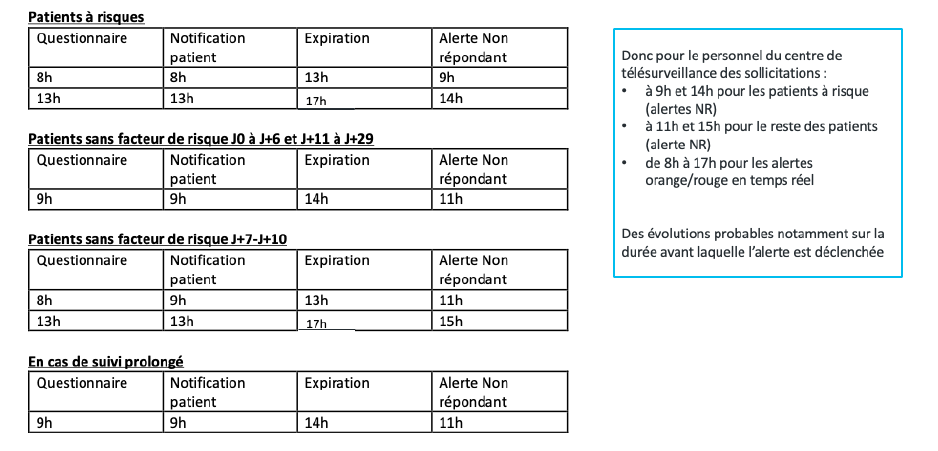 Patients à risques
Questionnaire Notification patient Expiration Alerte Non répondant
8h 8h 13h 9h
13h 13h 17h 14h
Patients sans facteur de risque J0 à J+6 et J+11 à J+29
Questionnaire Notification patient Expiration Alerte Non répondant
9h 9h 14h 11h
Patients sans facteur de risque J+7-J+10
Questionnaire Notification patient Expiration Alerte Non répondant
8h 9h 13h 11h
13h 13h 17h 15h
En cas de suivi prolongé
Questionnaire Notification patient Expiration Alerte Non répondant
9h 9h 14h 11h
Donc pour le personnel du centre de
télésurveillance des sollicitations :
• à 9h et 14h pour les patients à risque
(alertes NR)
• à 11h et 15h pour le reste des patients
(alerte NR)
• de 8h à 17h pour les alertes
orange/rouge en temps réel
Des évolutions probables notamment sur la
durée avant laquelle l'alerte est déclenchée